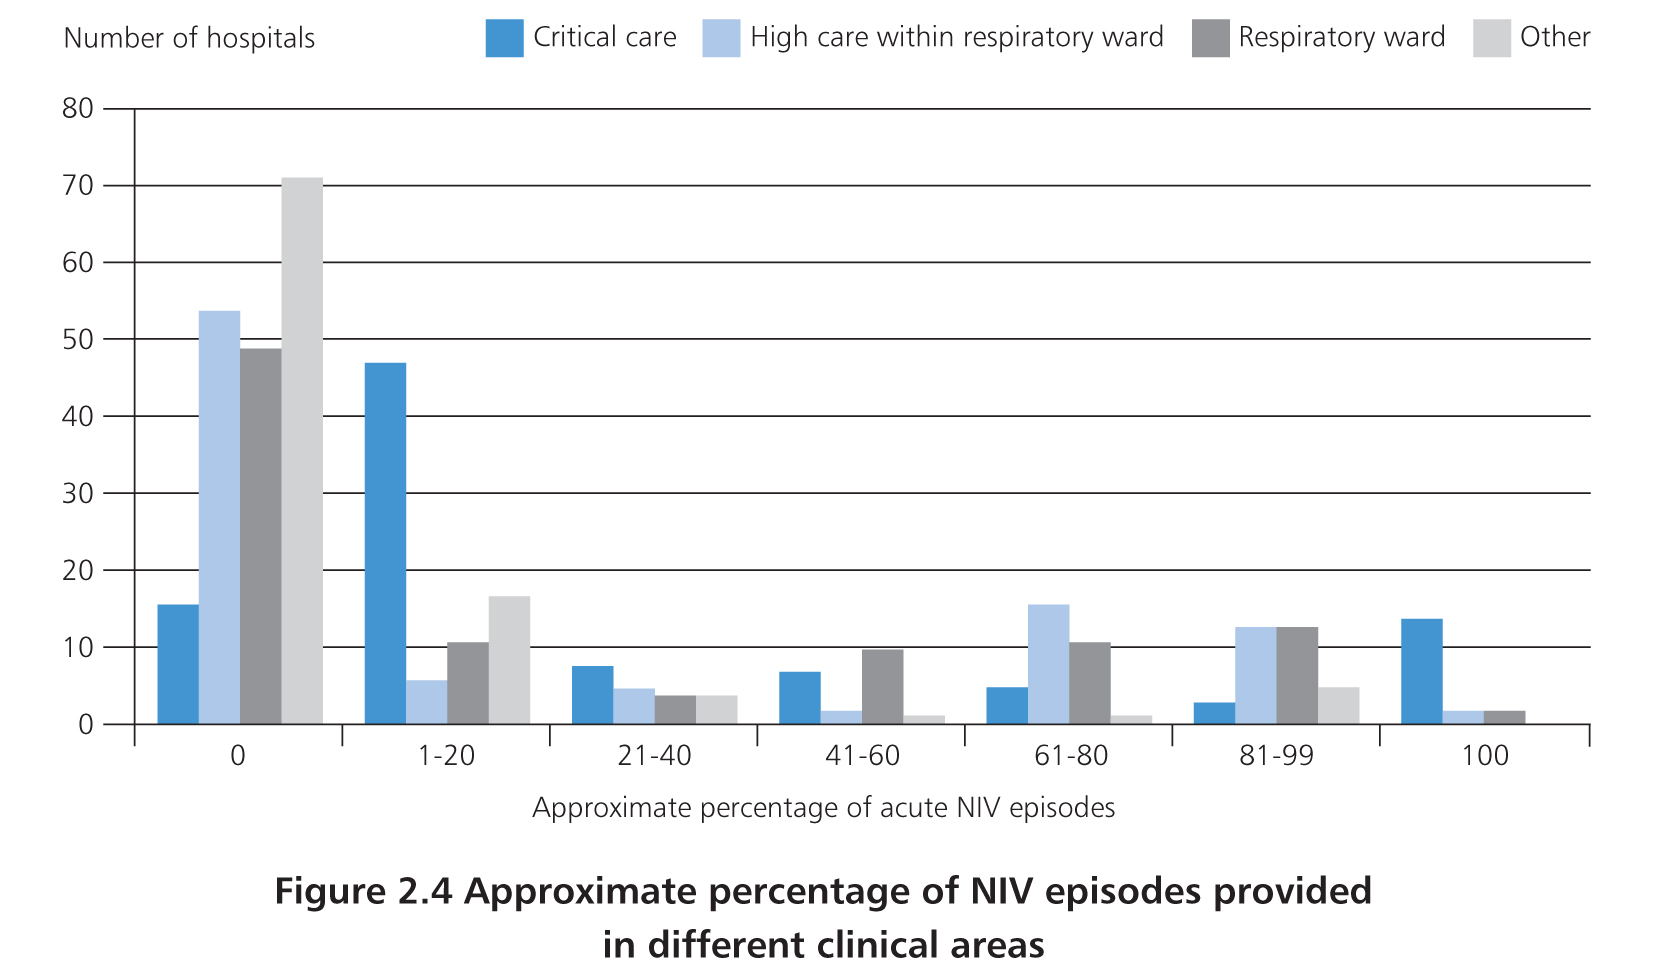 Number of hospitals
Critical care
High care within respiratory ward
Respiratory ward
Other
80
70
60
50
40
30
20
10
0
0
1-20
21-40
41-60
61-80
81-99
100
Approximate percentage of acute NIV episodes
Figure 2.4 Approximate percentage of NIV episodes provided
in different clinical areas